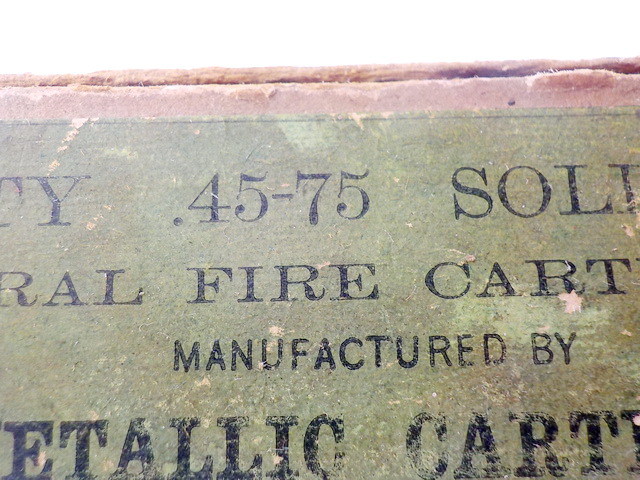 TY .45-75 SOLI
RAL FIRE CART
MANUFACTURED BY
ETALLIC CART